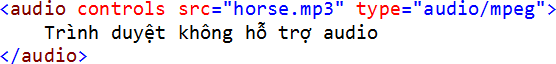 <audio controls src="horse.mp3" type="audio/mpeg">
Trình duyệt không hỗ trợ audio
</audio>